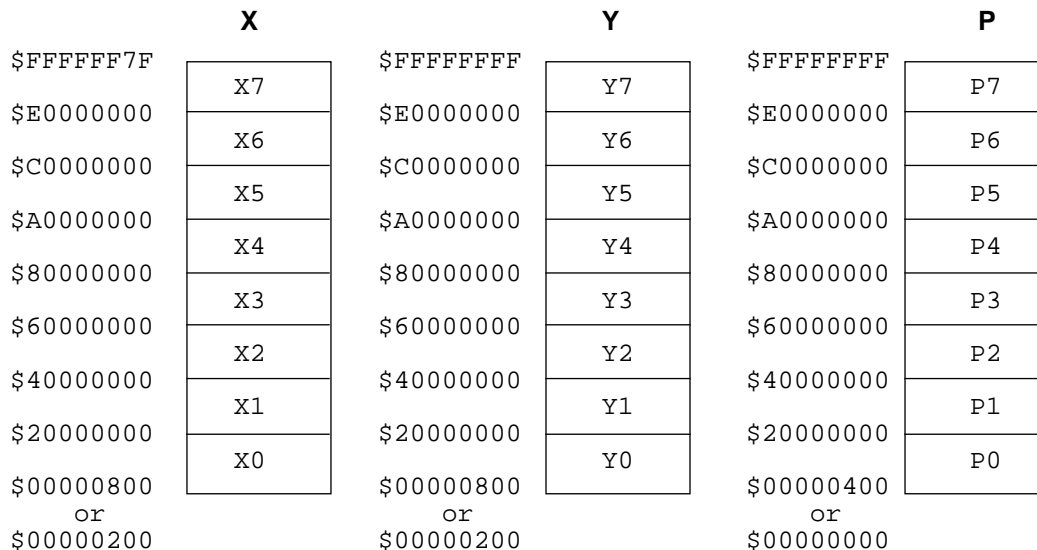 X Y P
$FFFFFF7F $FFFFFFFF $FFFFFFFF
X7 Y7 P7
$E0000000 $E0000000 $E0000000
X6 Y6 P6
$C0000000 $C0000000 $C0000000
X5 Y5 P5
$A0000000 $A0000000 $A0000000
X4 Y4 P4
$80000000 $80000000 $80000000
X3 Y3 P3
$60000000 $60000000 $60000000
X2 Y2 P2
$40000000 $40000000 $40000000
X1 Y1 P1
$20000000 $20000000 $20000000
X0 Y0 P0
$00000800 $00000800 $00000400
or or or
$00000200 $00000200 $00000000